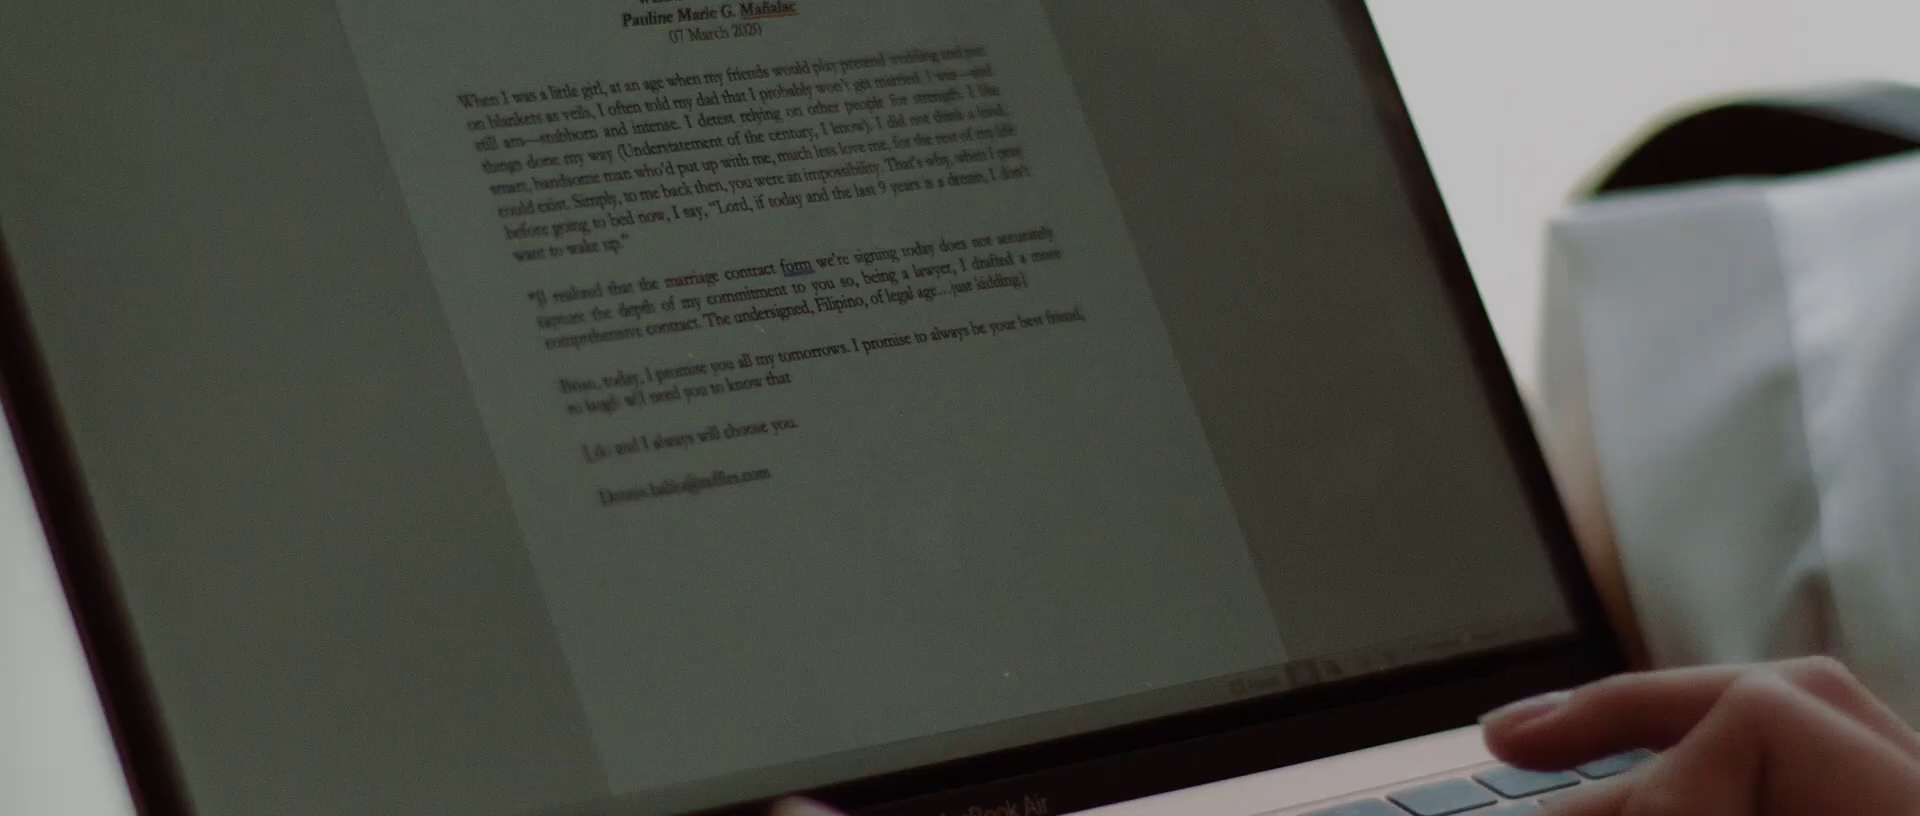 Pauline Marie G. Mañalac
07 March 2020
When I was a little girl, at an age when my friends would play pretend wedding and put
on blankets as veils, I often told my dad that I probably won't get married. I was—and
still am—stubborn and intense. I detest relying on other people for strength. I like
things done my way (Understatement of the century, I know). I did not think a kind,
smart, handsome man who'd put up with me, much less love me, for the rest of my life
could exist. Simply, to me back then, you were an impossibility. That's why, when I pray
before going to bed now, I say, "Lord, if today and the last 9 years is a dream, I don't
want to wake up."
realized that the marriage contract form we're signing today does not accurately
capture the depth of my commitment to you so, being a lawyer, I drafted a more
comprehensive contract. The undersigned, Filipino, of legal age…just kidding.]
today, I promise you all my tomorrows. I promise to always be your best friend,
to laugh I need you to know that
I do and I always will choose you.
Book Air